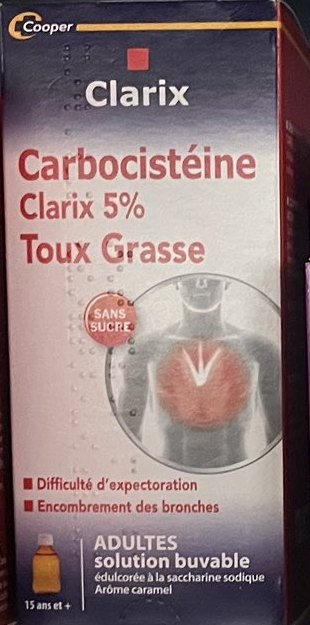 Cooper
Clarix
Carbocistéine
Clarix 5%
Toux Grasse
SANS
SUCRE
Difficulté d'expectoration
Encombrement des bronches
ADULTES
solution buvable
édulcorée à la saccharine sodique
Arôme caramel
15 ans et +